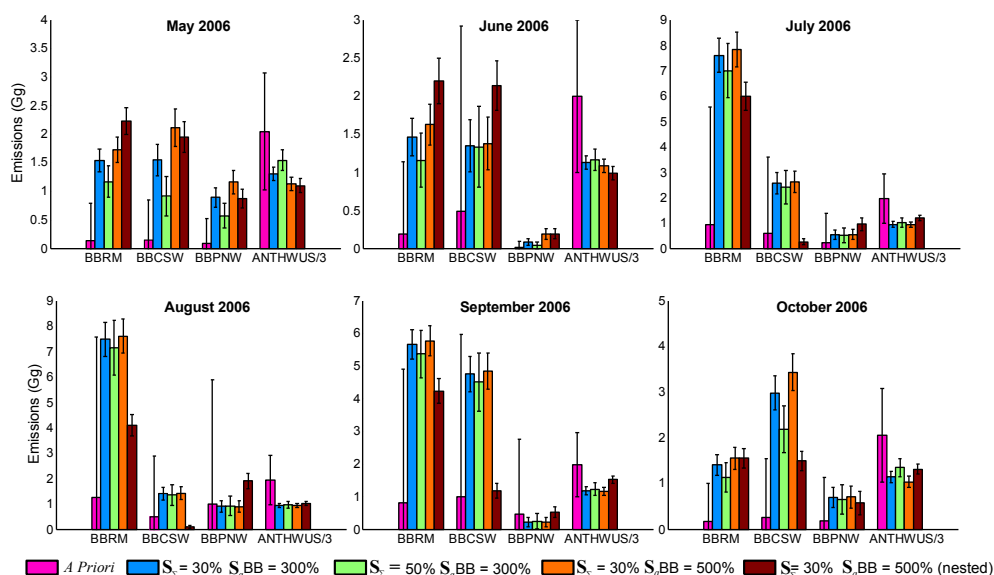 May 2006
June 2006
July 2006
Emissions (Gg)
4
3.5
3
2.5
2
1.5
1
0.5
0
BBRM BBCSW BBPNW ANTHWUS/3
3
2.5
2
1.5
1
0.5
0
BBRM BBCSW BBPNW ANTHWUS/3
9
8
7
6
5
4
3
2
1
0
BBRM BBCSW BBPNW ANTHWUS/3
August 2006
September 2006
October 2006
Emissions (Gg)
9
8
7
6
5
4
3
2
1
0
BBRM BBCSW BBPNW ANTHWUS/3
7
6
5
4
3
2
1
0
BBRM BBCSW BBPNW ANTHWUS/3
5
4
3
2
1
0
BBRM BBCSW BBPNW ANTHWUS/3
A Priori
S = 30% S BB = 300%
S = 50% S BB = 300%
S = 30% S BB = 500%
S = 30% S BB = 500% (nested)